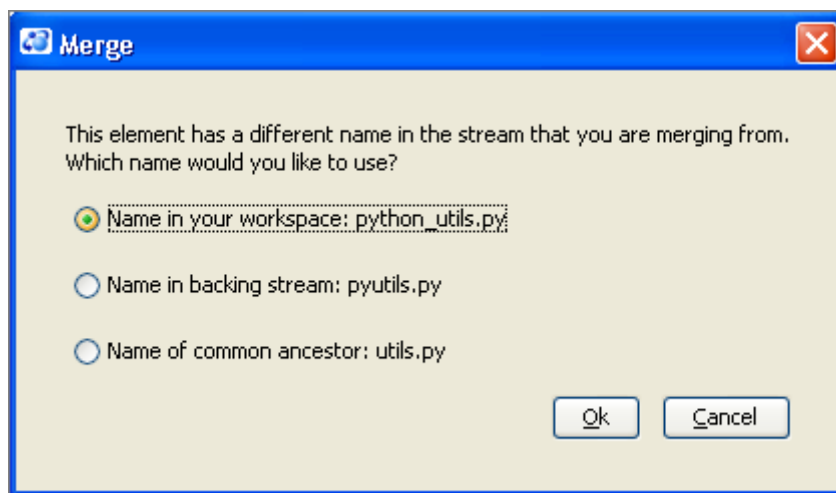 Merge
This element has a different name in the stream that you are merging from.
Which name would you like to use?
Name in your workspace: python_utils.py
Name in backing stream: pyutils.py
Name of common ancestor: utils.py
Ok Cancel